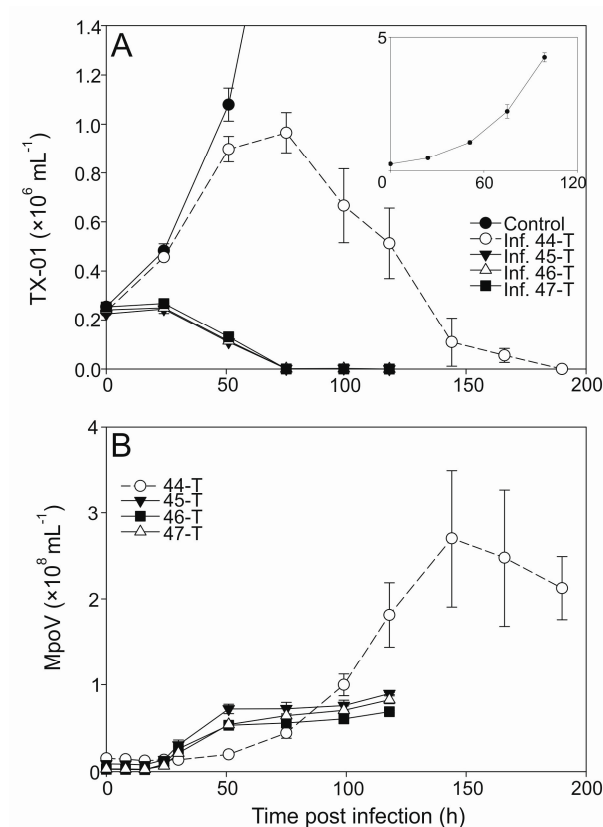 A
TX-01 (×10⁶ mL⁻¹)
1.4
1.2
1.0
0.8
0.6
0.4
0.2
0.0
0
50
100
150
200
5
0
60
120
Control
Inf. 44-T
Inf. 45-T
Inf. 46-T
Inf. 47-T
B
MpoV (×10⁸ mL⁻¹)
4
3
2
1
0
44-T
45-T
46-T
47-T
0
50
100
150
200
Time post infection (h)